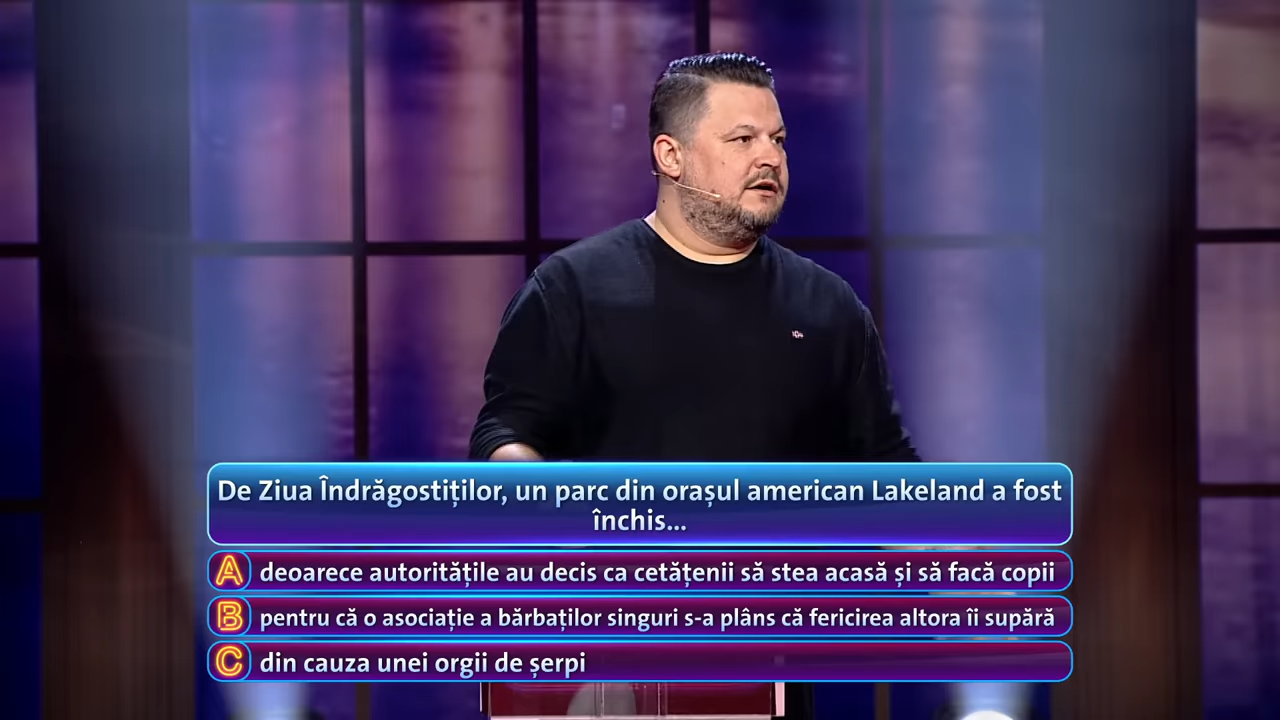 De Ziua Îndrăgostiților, un parc din orașul american Lakeland a fost
închis...
A deoarece autoritățile au decis ca cetățenii să stea acasă și să facă copii
B pentru că o asociație a bărbaților singuri s-a plâns că fericirea altora îi supără
C din cauza unei orgii de șerpi